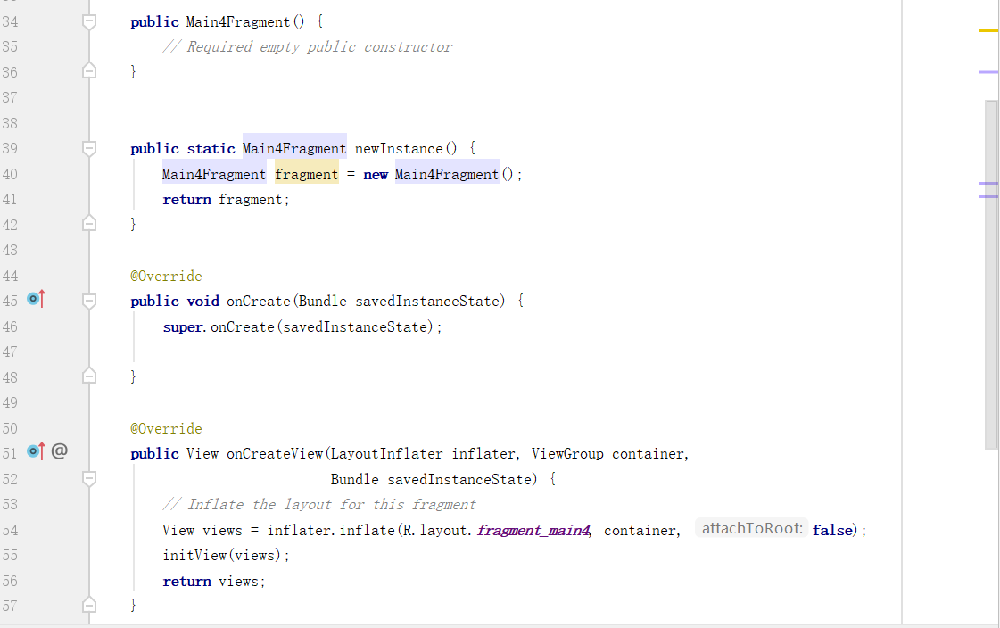 34 public Main4Fragment() {
35 // Required empty public constructor
36 }
37
38
39 public static Main4Fragment newInstance() {
40 Main4Fragment fragment = new Main4Fragment();
41 return fragment;
42 }
43
44 @Override
45 public void onCreate(Bundle savedInstanceState) {
46 super.onCreate(savedInstanceState);
47
48 }
49
50 @Override
51 @ public View onCreateView(LayoutInflater inflater, ViewGroup container,
52 Bundle savedInstanceState) {
53 // Inflate the layout for this fragment
54 View views = inflater.inflate(R.layout.fragment_main4, container, attachToRoot: false);
55 initView(views);
56 return views;
57 }